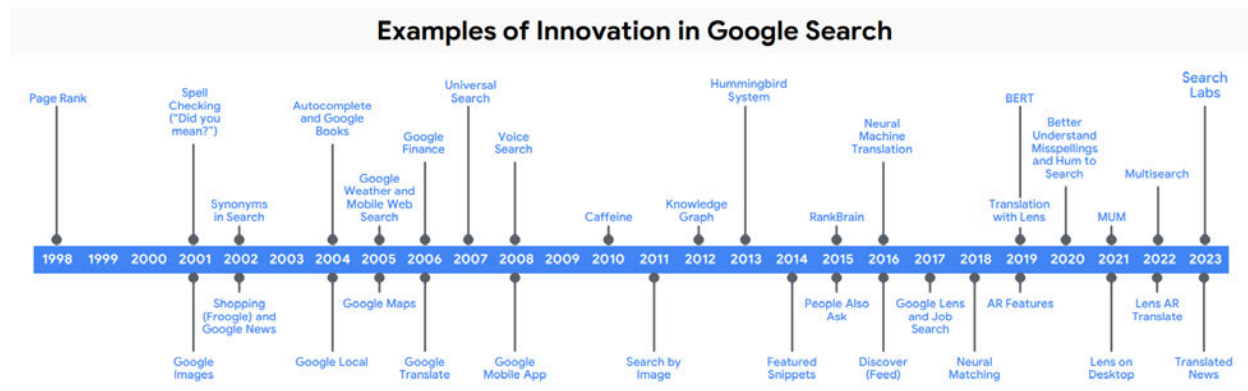 Examples of Innovation in Google Search
Page Rank
Spell
Checking
("Did you
mean?")
Synonyms
in Search
Autocomplete
and Google
Books
Google
Weather and
Mobile Web
Search
Google
Finance
Universal
Search
Voice
Search
Caffeine
Knowledge
Graph
Hummingbird
System
RankBrain
Neural
Machine
Translation
BERT
Translation
with Lens
Better
Understand
Misspellings
and Hum to
Search
MUM
Multisearch
Search
Labs
1998 1999 2000 2001 2002 2003 2004 2005 2006 2007 2008 2009 2010 2011 2012 2013 2014 2015 2016 2017 2018 2019 2020 2021 2022 2023
Google
Images
Shopping
(Froogle) and
Google News
Google Local
Google Maps
Google
Translate
Google
Mobile App
Search by
Image
Featured
Snippets
People Also
Ask
Discover
(Feed)
Google Lens
and Job
Search
Neural
Matching
AR Features
Lens on
Desktop
Lens AR
Translate
Translated
News